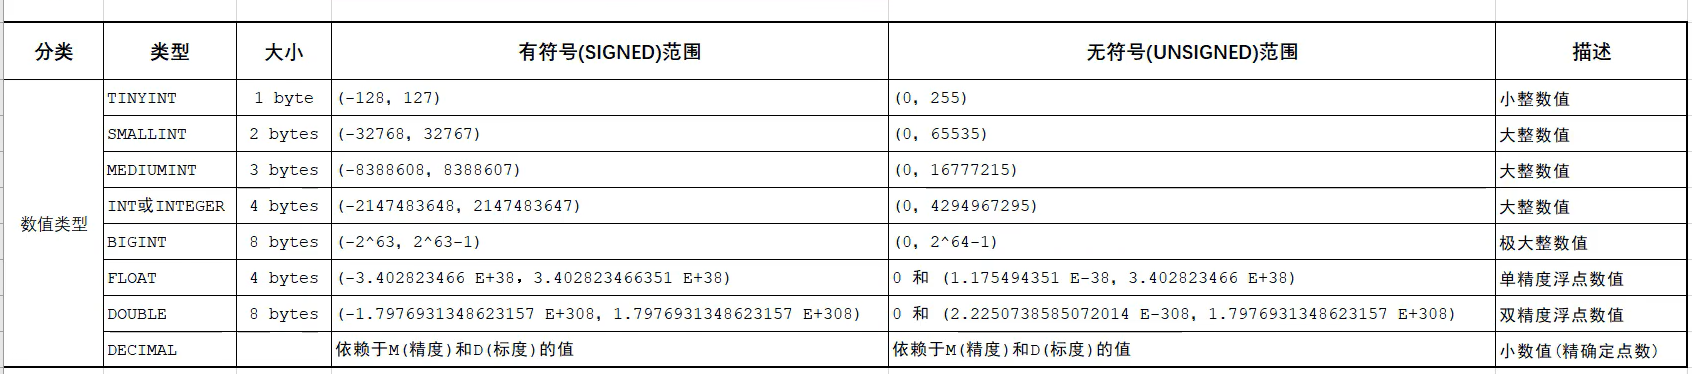 分类 类型 大小 有符号(SIGNED)范围 无符号(UNSIGNED)范围 描述
数值类型
TINYINT 1 byte (-128, 127) (0, 255) 小整数值
SMALLINT 2 bytes (-32768, 32767) (0, 65535) 大整数值
MEDIUMINT 3 bytes (-8388608, 8388607) (0, 16777215) 大整数值
INT或INTEGER 4 bytes (-2147483648, 2147483647) (0, 4294967295) 大整数值
BIGINT 8 bytes (-2^63, 2^63-1) (0, 2^64-1) 极大整数值
FLOAT 4 bytes (-3.402823466 E+38, 3.402823466351 E+38) 0 和 (1.175494351 E-38, 3.402823466 E+38) 单精度浮点数值
DOUBLE 8 bytes (-1.7976931348623157 E+308, 1.7976931348623157 E+308) 0 和 (2.2250738585072014 E-308, 1.7976931348623157 E+308) 双精度浮点数值
DECIMAL 依赖于M(精度)和D(标度)的值 依赖于M(精度)和D(标度)的值 小数值(精确定点数)